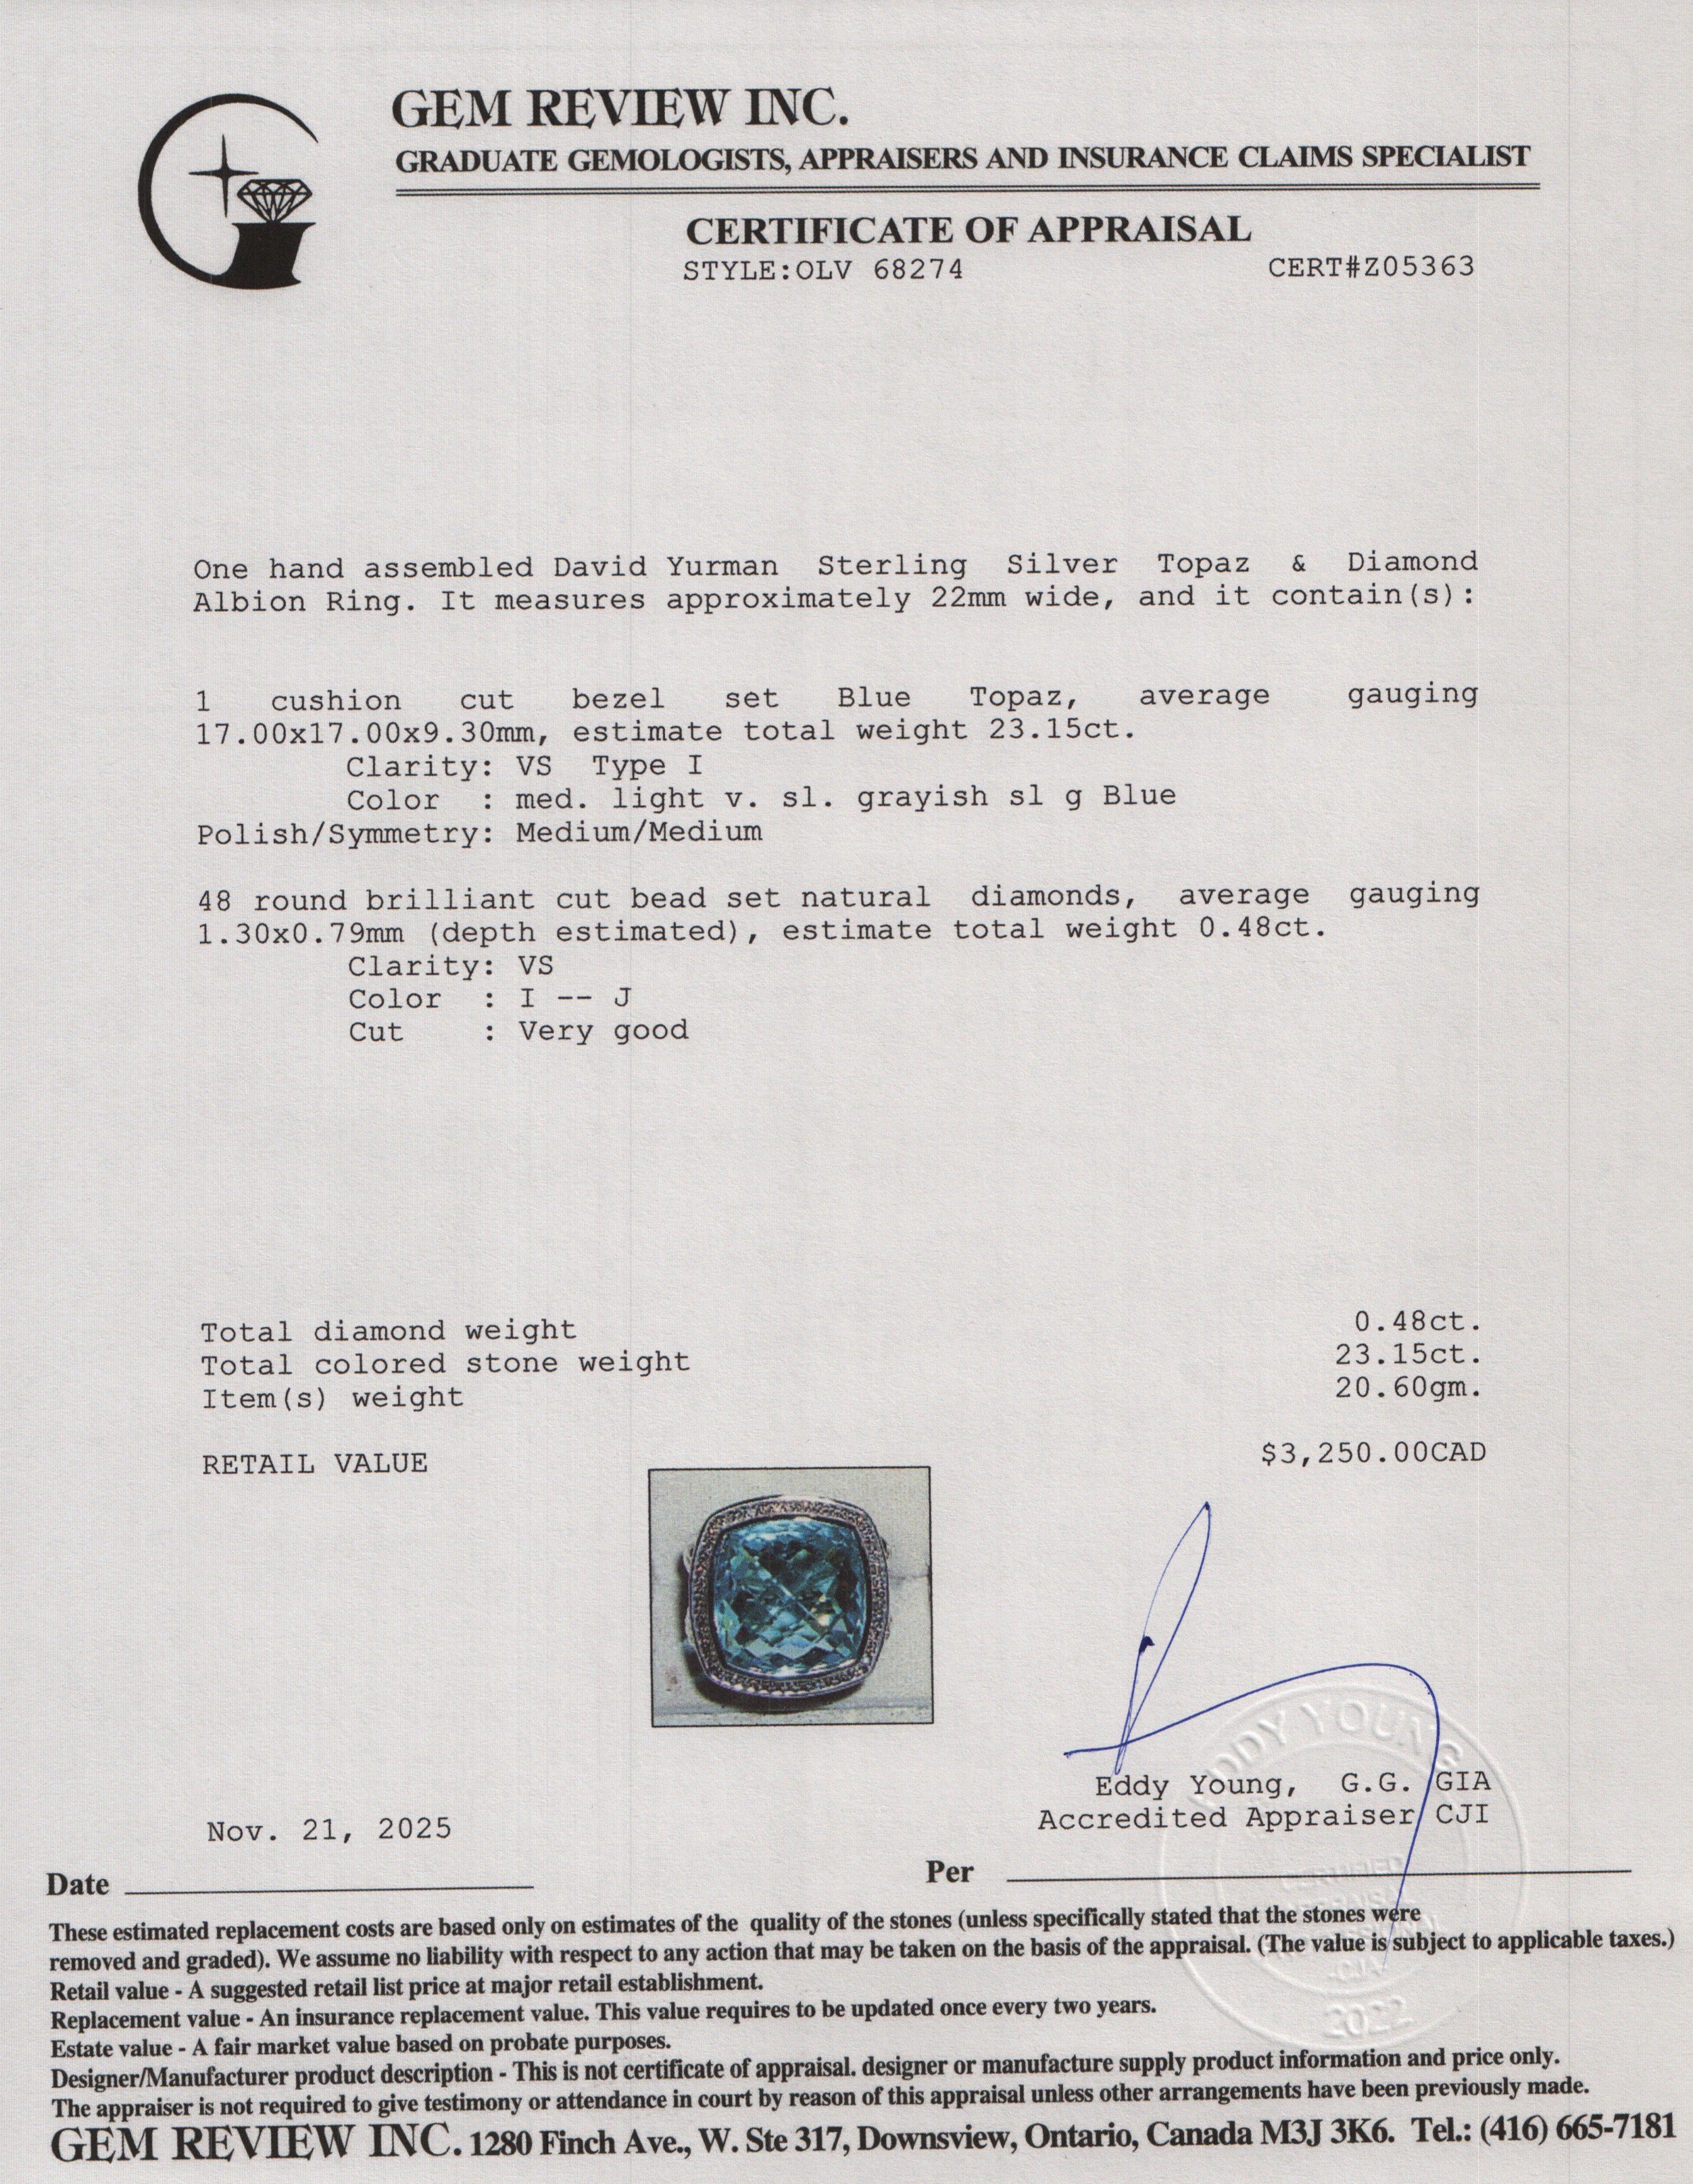 GEM REVIEW INC.
GRADUATE GEMOLOGISTS, APPRAISERS AND INSURANCE CLAIMS SPECIALIST
CERTIFICATE OF APPRAISAL
STYLE:OLV 68274 CERT#Z05363
One hand assembled David Yurman Sterling Silver Topaz & Diamond
Albion Ring. It measures approximately 22mm wide, and it contain(s):
1 cushion cut bezel set Blue Topaz, average gauging
17.00x17.00x9.30mm, estimate total weight 23.15ct.
Clarity: VS Type I
Color : med. light v. sl. grayish sl g Blue
Polish/Symmetry: Medium/Medium
48 round brilliant cut bead set natural diamonds, average gauging
1.30x0.79mm (depth estimated), estimate total weight 0.48ct.
Clarity: VS
Color : I -- J
Cut : Very good
Total diamond weight 0.48ct.
Total colored stone weight 23.15ct.
Item(s) weight 20.60gm.
RETAIL VALUE $3,250.00CAD
EDDY YOUNG
Eddy Young, G.G. GIA
Accredited Appraiser CJI
Nov. 21, 2025
Date
Per
CERTIFIED
2022
These estimated replacement costs are based only on estimates of the quality of the stones (unless specifically stated that the stones were
removed and graded). We assume no liability with respect to any action that may be taken on the basis of the appraisal. (The value is subject to applicable taxes.)
Retail value - A suggested retail list price at major retail establishment.
Replacement value - An insurance replacement value. This value requires to be updated once every two years.
Estate value - A fair market value based on probate purposes.
Designer/Manufacturer product description - This is not certificate of appraisal. designer or manufacture supply product information and price only.
The appraiser is not required to give testimony or attendance in court by reason of this appraisal unless other arrangements have been previously made.
GEM REVIEW INC. 1280 Finch Ave., W. Ste 317, Downsview, Ontario, Canada M3J 3K6. Tel.: (416) 665-7181